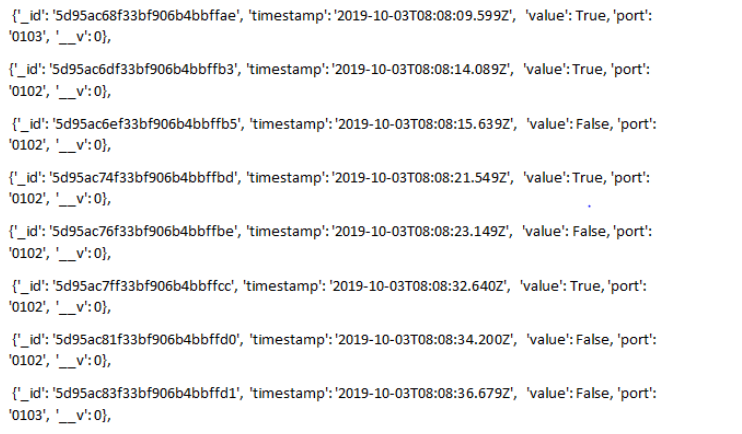 {'_id': '5d95ac68f33bf906b4bbffae', 'timestamp': '2019-10-03T08:08:09.599Z', 'value': True, 'port':
'0103', '__v': 0},
{'_id': '5d95ac6df33bf906b4bbffb3', 'timestamp': '2019-10-03T08:08:14.089Z', 'value': True, 'port':
'0102', '__v': 0},
{'_id': '5d95ac6ef33bf906b4bbffb5', 'timestamp': '2019-10-03T08:08:15.639Z', 'value': False, 'port':
'0102', '__v': 0},
{'_id': '5d95ac74f33bf906b4bbffbd', 'timestamp': '2019-10-03T08:08:21.549Z', 'value': True, 'port':
'0102', '__v': 0},
{'_id': '5d95ac76f33bf906b4bbffbe', 'timestamp': '2019-10-03T08:08:23.149Z', 'value': False, 'port':
'0102', '__v': 0},
{'_id': '5d95ac7ff33bf906b4bbffcc', 'timestamp': '2019-10-03T08:08:32.640Z', 'value': True, 'port':
'0102', '__v': 0},
{'_id': '5d95ac81f33bf906b4bbffd0', 'timestamp': '2019-10-03T08:08:34.200Z', 'value': False, 'port':
'0102', '__v': 0},
{'_id': '5d95ac83f33bf906b4bbffd1', 'timestamp': '2019-10-03T08:08:36.679Z', 'value': False, 'port':
'0103', '__v': 0},